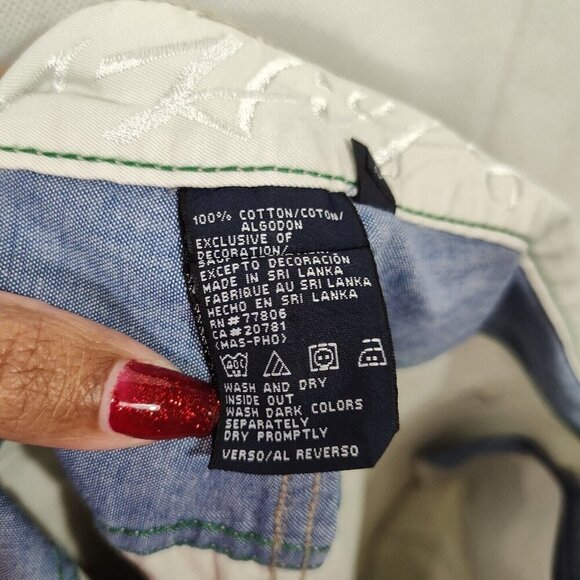 100% COTTON/COTON/
ALGODON
EXCLUSIVE OF
DECORATION/
EXCEPTO DECORACIÓN
MADE IN SRI LANKA
FABRIQUE AU SRI LANKA
HECHO EN SRI LANKA
RN#77806
CA#20781
(MAS-PHO)
40C
WASH AND DRY
INSIDE OUT
WASH DARK COLORS
SEPARATELY
DRY PROMPTLY
VERSO/AL REVERSO